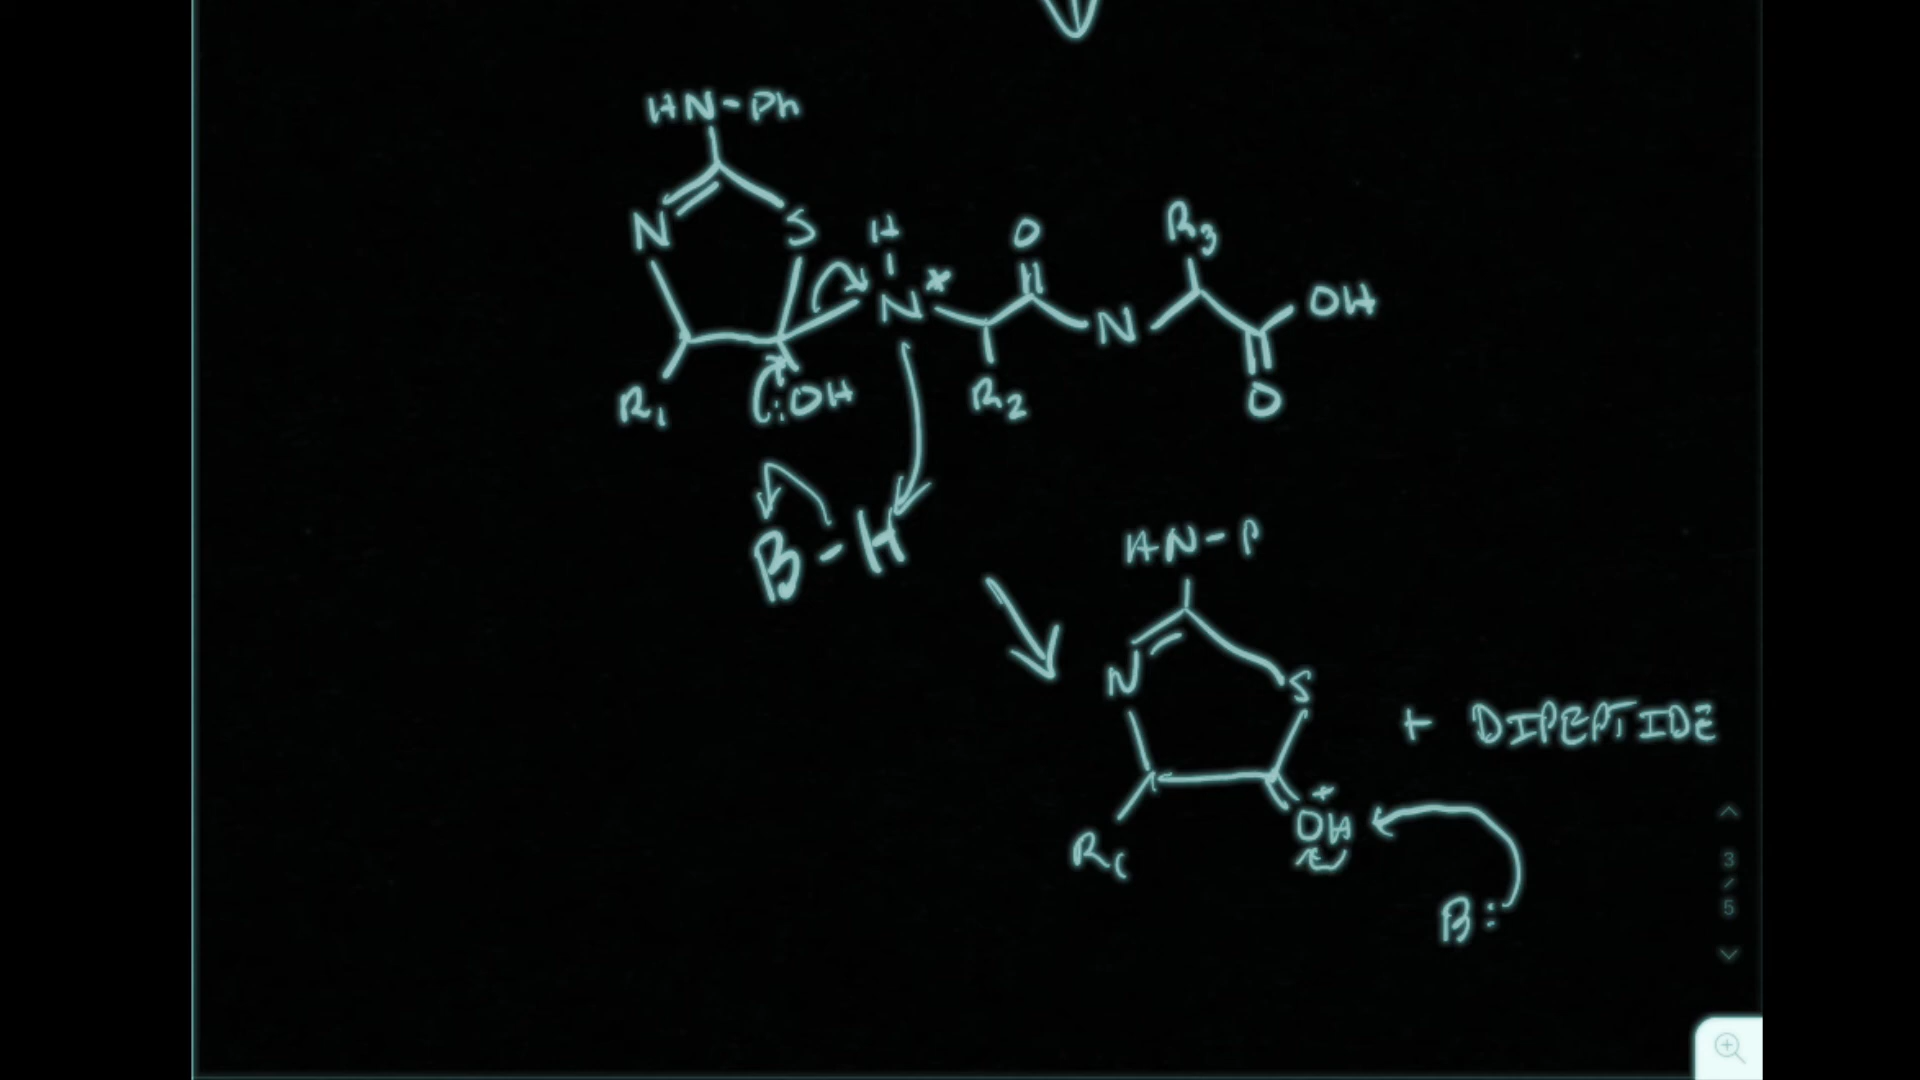 HN-Ph
N S H O R3
N* N OH
R1 :OH R2 O
B-H
HN-P
N S
+ DIPEPTIDE
+
OH
R1
B:
3
/
5